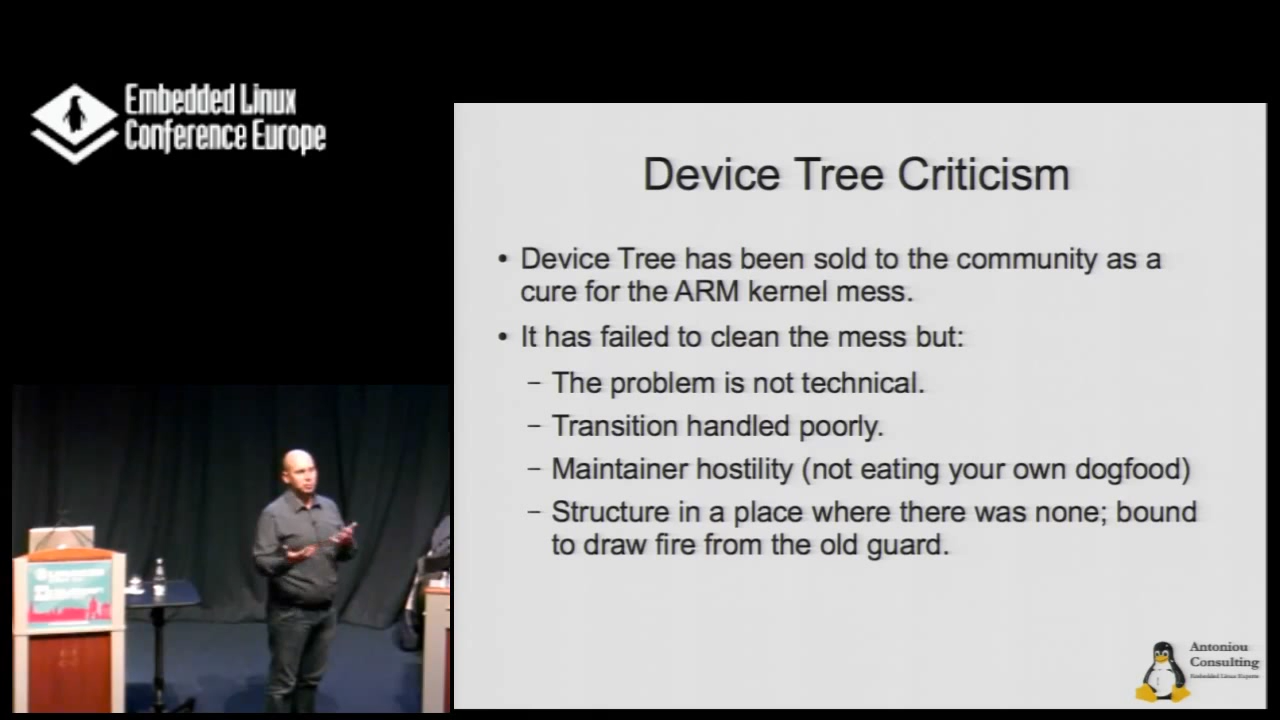 Embedded Linux
Conference Europe
Device Tree Criticism
• Device Tree has been sold to the community as a
cure for the ARM kernel mess.
• It has failed to clean the mess but:
– The problem is not technical.
– Transition handled poorly.
– Maintainer hostility (not eating your own dogfood)
– Structure in a place where there was none; bound
to draw fire from the old guard.
Antoniou
Consulting
Embedded Linux Experts